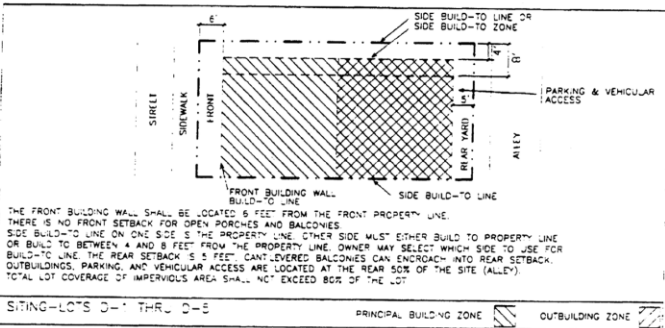 6'
SIDE BUILD-TO LINE OR
SIDE BUILD-TO ZONE
4'
8'
PARKING & VEHICULAR
ACCESS
5'
STREET
SIDEWALK
FRONT
REAR YARD
ALLEY
FRONT BUILDING WALL
BUILD-TO LINE
SIDE BUILD-TO LINE
THE FRONT BUILDING WALL SHALL BE LOCATED 6 FEET FROM THE FRONT PROPERTY LINE.
THERE IS NO FRONT SETBACK FOR OPEN PORCHES AND BALCONIES.
SIDE BUILD-TO LINE ON ONE SIDE IS THE PROPERTY LINE. OTHER SIDE MUST EITHER BUILD TO PROPERTY LINE
OR BUILD TO BETWEEN 4 AND 8 FEET FROM THE PROPERTY LINE. OWNER MAY SELECT WHICH SIDE TO USE FOR
BUILD-TO LINE. THE REAR SETBACK IS 5 FEET. CANTILEVERED BALCONIES CAN ENCROACH INTO REAR SETBACK.
OUTBUILDINGS, PARKING, AND VEHICULAR ACCESS ARE LOCATED AT THE REAR 50% OF THE SITE (ALLEY).
TOTAL LOT COVERAGE OF IMPERVIOUS AREA SHALL NOT EXCEED 80% OF THE LOT
SITING-LOTS D-1 THRU D-5
PRINCIPAL BUILDING ZONE
OUTBUILDING ZONE